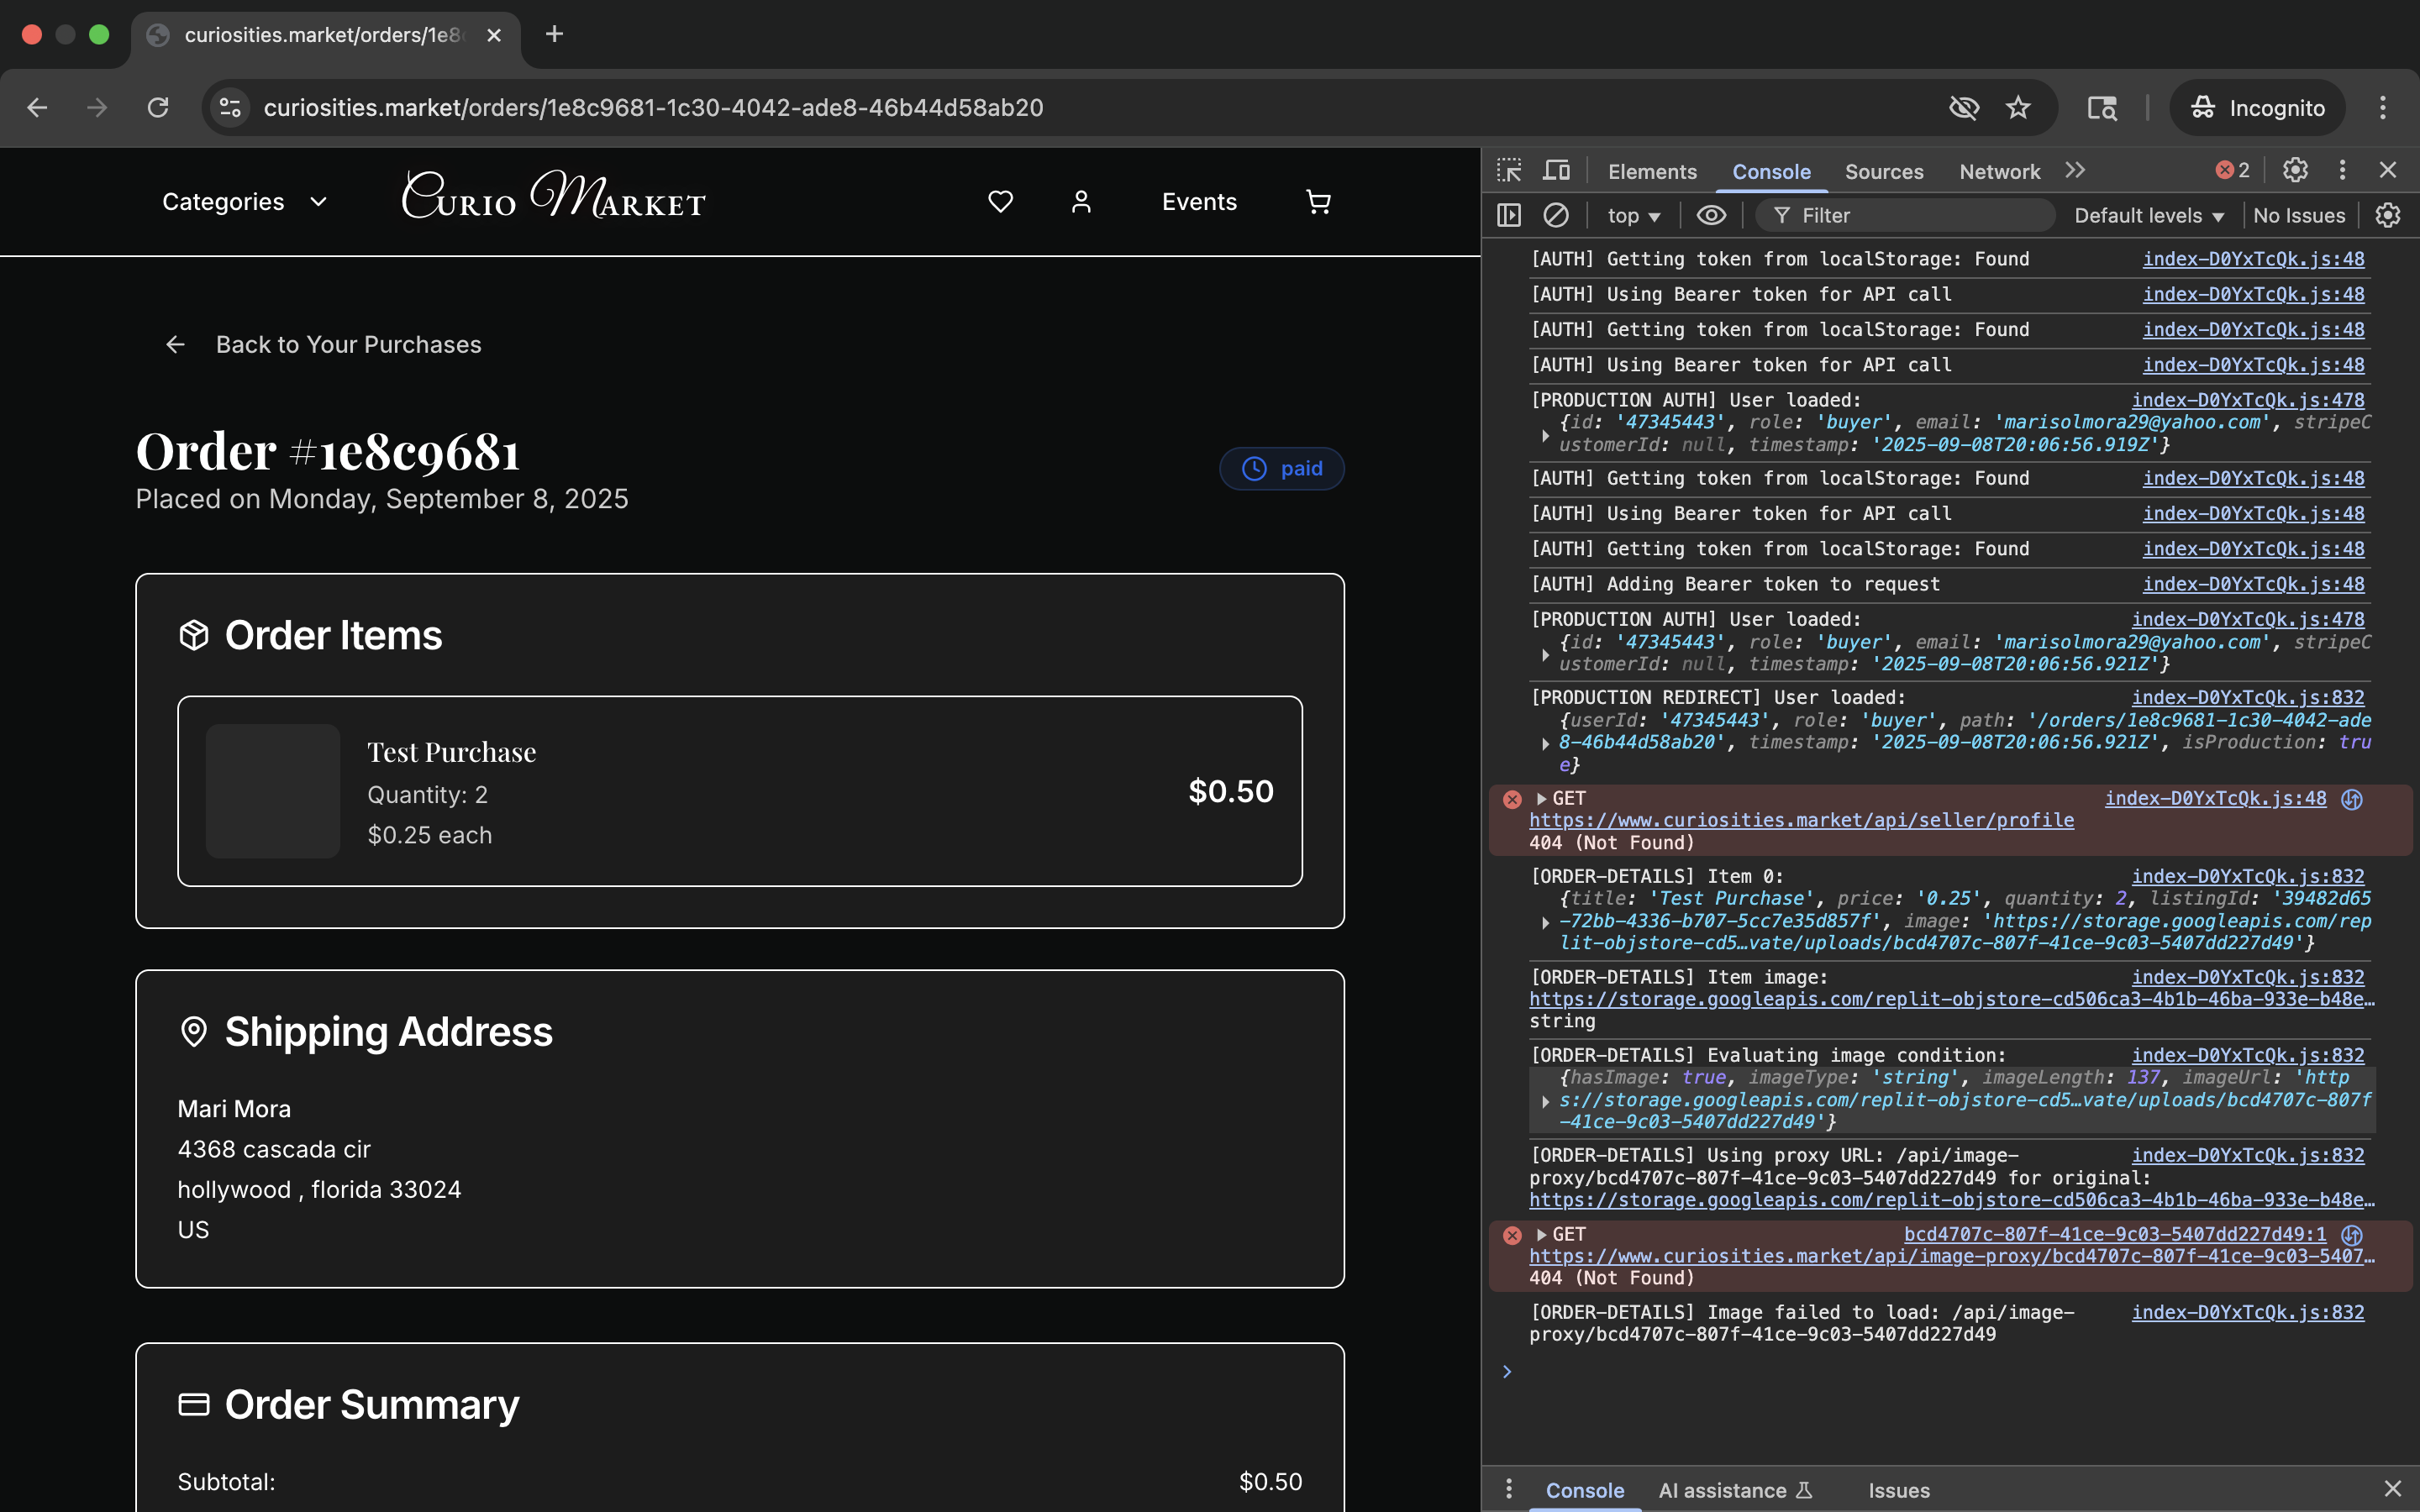 curiosities.market/orders/1e8c
curiosities.market/orders/1e8c9681-1c30-4042-ade8-46b44d58ab20
Incognito
Categories
Curio Market
Events
Back to Your Purchases
Order #1e8c9681
paid
Placed on Monday, September 8, 2025
Order Items
Test Purchase
Quantity: 2
$0.50
$0.25 each
Shipping Address
Mari Mora
4368 cascada cir
hollywood , florida 33024
US
Order Summary
Subtotal: $0.50
Elements Console Sources Network 2
top Filter Default levels No Issues
[AUTH] Getting token from localStorage: Found index-D0YxTcQk.js:48
[AUTH] Using Bearer token for API call index-D0YxTcQk.js:48
[AUTH] Getting token from localStorage: Found index-D0YxTcQk.js:48
[AUTH] Using Bearer token for API call index-D0YxTcQk.js:48
[PRODUCTION AUTH] User loaded: index-D0YxTcQk.js:478
{id: '47345443', role: 'buyer', email: 'marisolmora29@yahoo.com', stripeC
ustomerId: null, timestamp: '2025-09-08T20:06:56.919Z'}
[AUTH] Getting token from localStorage: Found index-D0YxTcQk.js:48
[AUTH] Using Bearer token for API call index-D0YxTcQk.js:48
[AUTH] Getting token from localStorage: Found index-D0YxTcQk.js:48
[AUTH] Adding Bearer token to request index-D0YxTcQk.js:48
[PRODUCTION AUTH] User loaded: index-D0YxTcQk.js:478
{id: '47345443', role: 'buyer', email: 'marisolmora29@yahoo.com', stripeC
ustomerId: null, timestamp: '2025-09-08T20:06:56.921Z'}
[PRODUCTION REDIRECT] User loaded: index-D0YxTcQk.js:832
{userId: '47345443', role: 'buyer', path: '/orders/1e8c9681-1c30-4042-ade
8-46b44d58ab20', timestamp: '2025-09-08T20:06:56.921Z', isProduction: tru
e}
GET index-D0YxTcQk.js:48
https://www.curiosities.market/api/seller/profile
404 (Not Found)
[ORDER-DETAILS] Item 0: index-D0YxTcQk.js:832
{title: 'Test Purchase', price: '0.25', quantity: 2, listingId: '39482d65
-72bb-4336-b707-5cc7e35d857f', image: 'https://storage.googleapis.com/rep
lit-objstore-cd5…vate/uploads/bcd4707c-807f-41ce-9c03-5407dd227d49'}
[ORDER-DETAILS] Item image: index-D0YxTcQk.js:832
https://storage.googleapis.com/replit-objstore-cd506ca3-4b1b-46ba-933e-b48e…
string
[ORDER-DETAILS] Evaluating image condition: index-D0YxTcQk.js:832
{hasImage: true, imageType: 'string', imageLength: 137, imageUrl: 'http
s://storage.googleapis.com/replit-objstore-cd5…vate/uploads/bcd4707c-807f
-41ce-9c03-5407dd227d49'}
[ORDER-DETAILS] Using proxy URL: /api/image- index-D0YxTcQk.js:832
proxy/bcd4707c-807f-41ce-9c03-5407dd227d49 for original:
https://storage.googleapis.com/replit-objstore-cd506ca3-4b1b-46ba-933e-b48e…
GET bcd4707c-807f-41ce-9c03-5407dd227d49:1
https://www.curiosities.market/api/image-proxy/bcd4707c-807f-41ce-9c03-5407…
404 (Not Found)
[ORDER-DETAILS] Image failed to load: /api/image- index-D0YxTcQk.js:832
proxy/bcd4707c-807f-41ce-9c03-5407dd227d49
Console AI assistance Issues